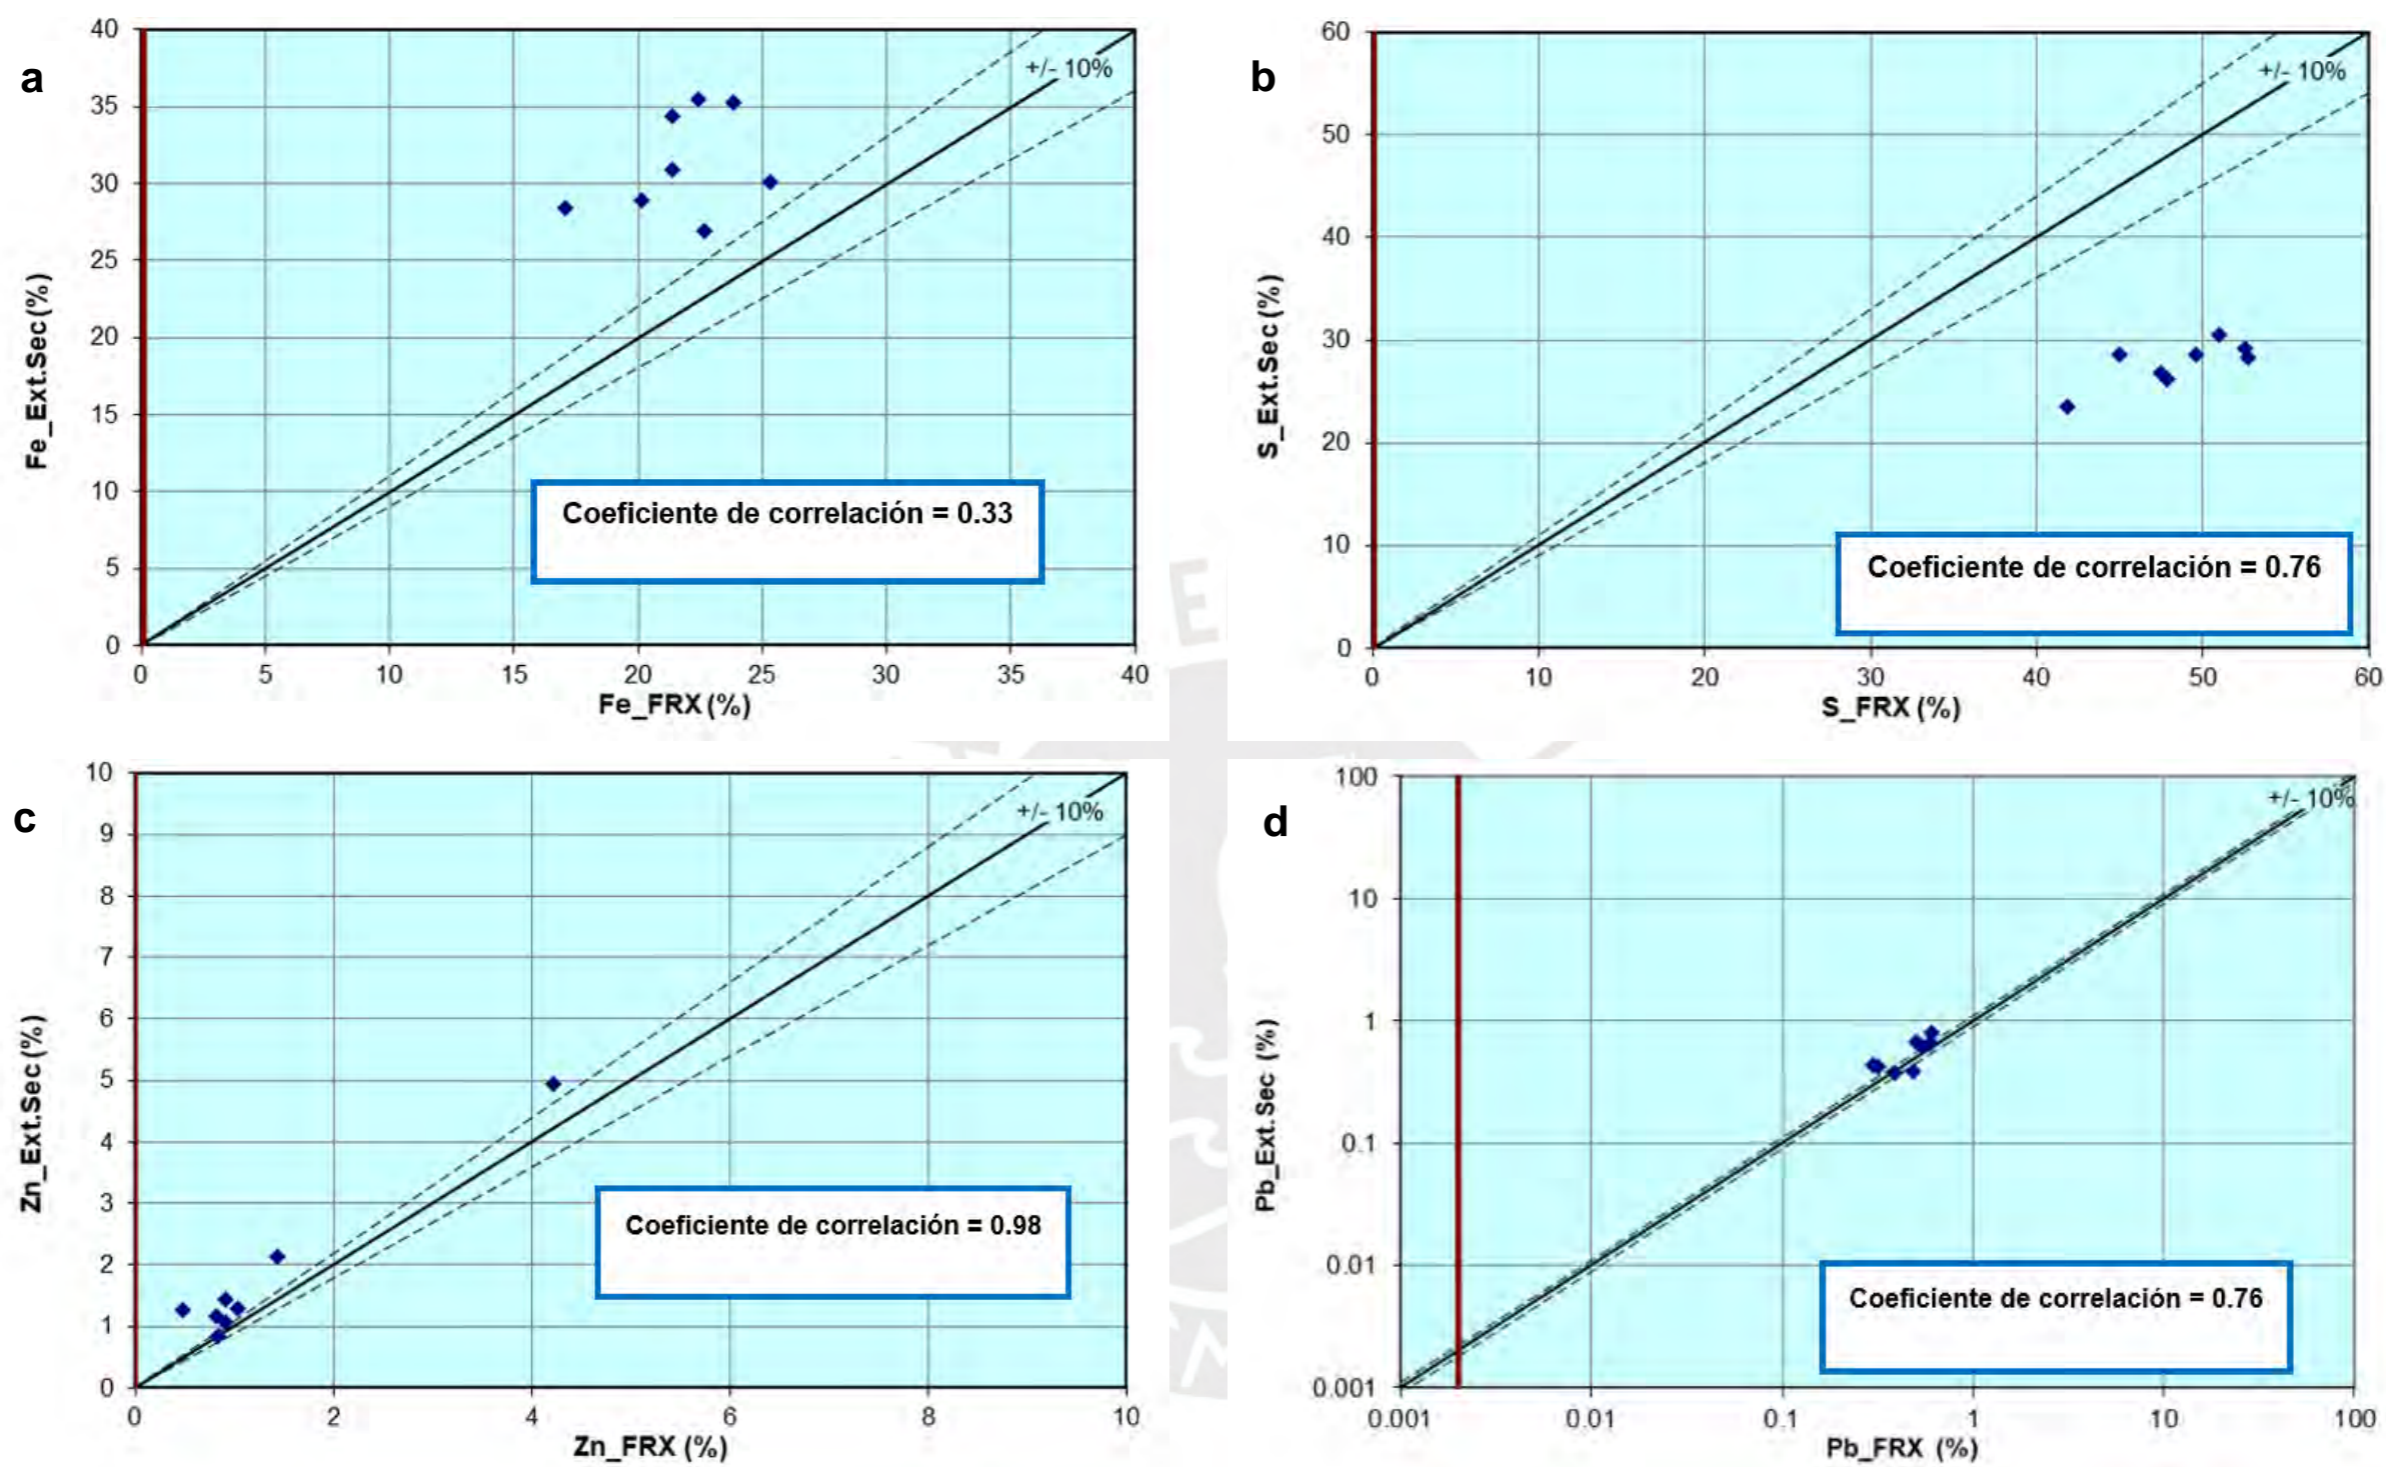 a
40
35
30
25
20
15
10
5
0
Fe_Ext.Sec (%)
+/- 10%
Coeficiente de correlación = 0.33
0 5 10 15 20 25 30 35 40
Fe_FRX (%)
b
60
50
40
30
20
10
0
S_Ext.Sec (%)
+/- 10%
Coeficiente de correlación = 0.76
0 10 20 30 40 50 60
S_FRX (%)
c
10
9
8
7
6
5
4
3
2
1
0
Zn_Ext.Sec (%)
+/- 10%
Coeficiente de correlación = 0.98
0 2 4 6 8 10
Zn_FRX (%)
d
100
10
1
0.1
0.01
0.001
Pb_Ext.Sec (%)
+/- 10%
Coeficiente de correlación = 0.76
0.001 0.01 0.1 1 10 100
Pb_FRX (%)